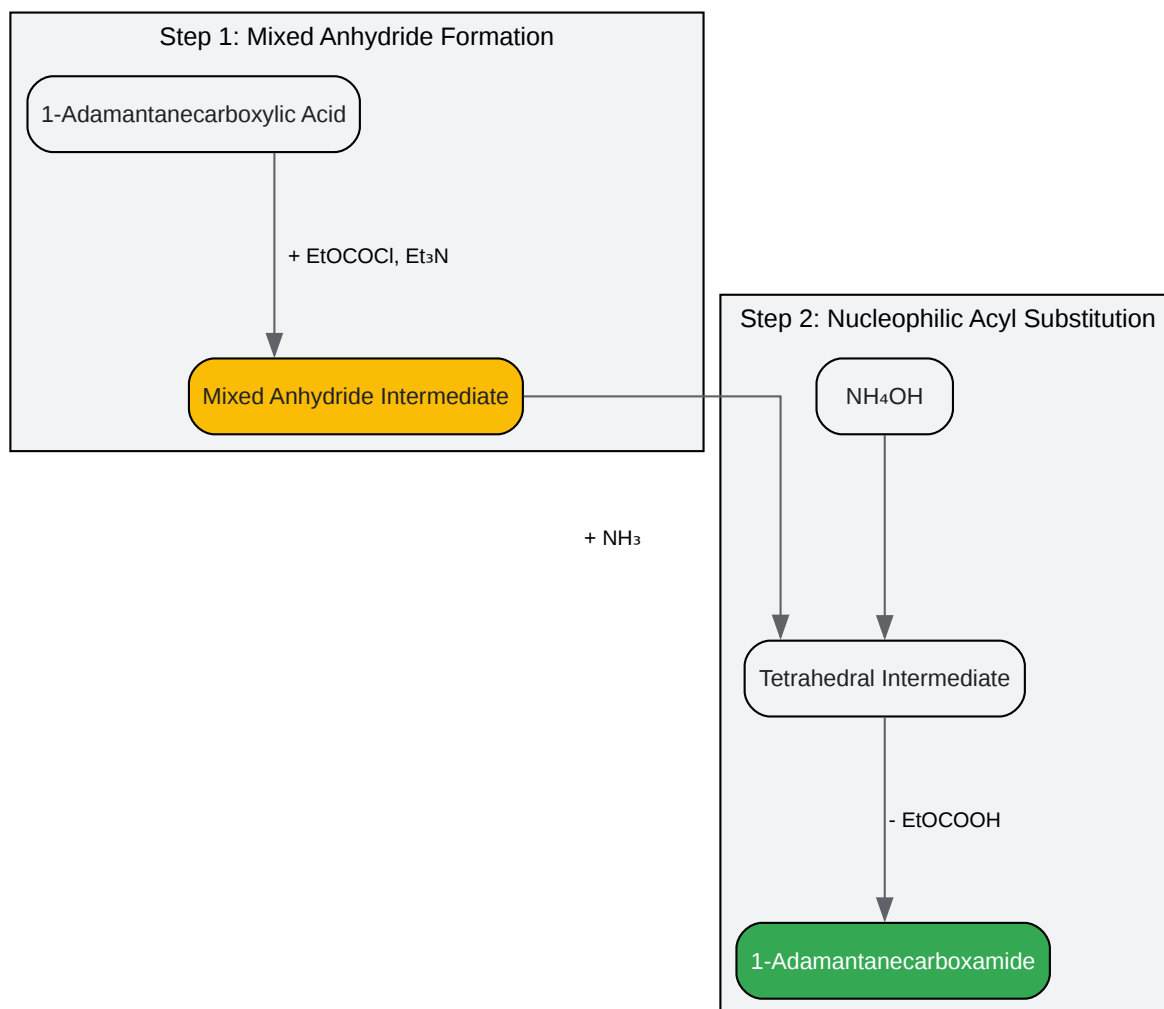 Step 1: Mixed Anhydride Formation
1-Adamantanecarboxylic Acid
+ EtOCOCl, Et₃N
Mixed Anhydride Intermediate
Step 2: Nucleophilic Acyl Substitution
NH₄OH
+ NH₃
Tetrahedral Intermediate
- EtOCOOH
1-Adamantanecarboxamide